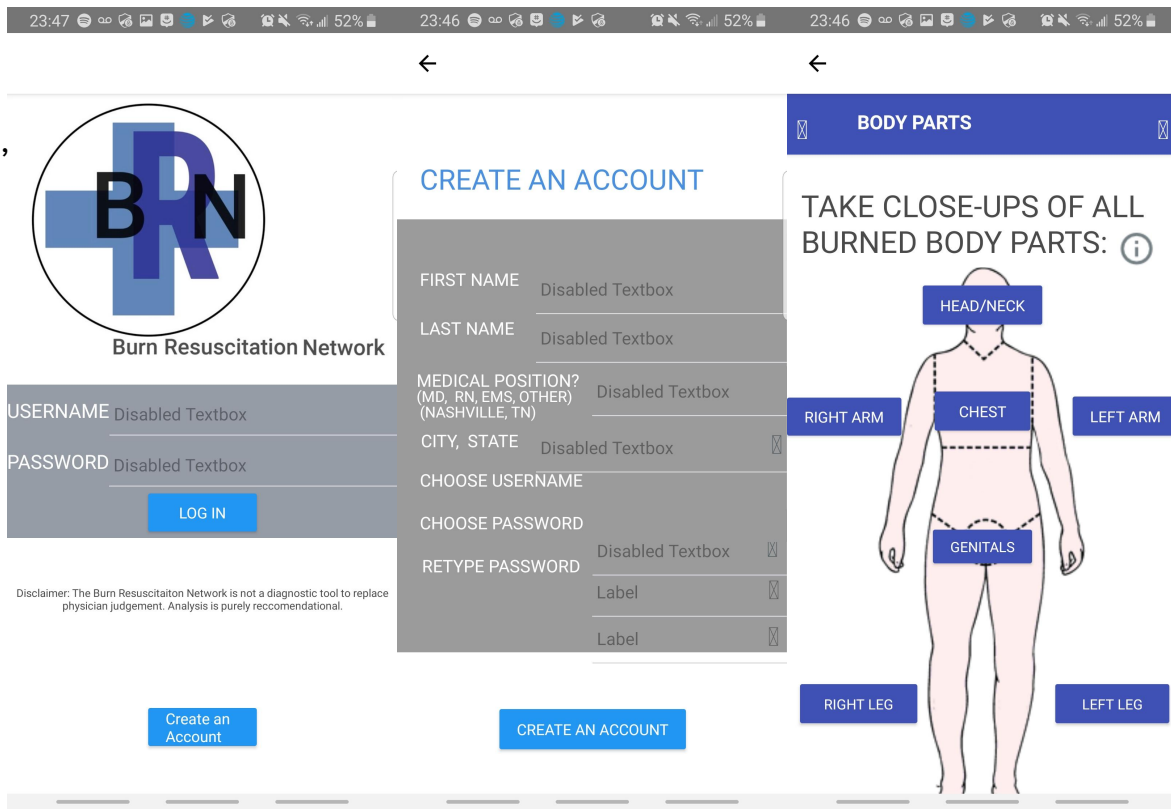 23:47
52%
,
BRN
Burn Resuscitation Network
USERNAME Disabled Textbox
PASSWORD Disabled Textbox
LOG IN
Disclaimer: The Burn Resuscitaiton Network is not a diagnostic tool to replace
physician judgement. Analysis is purely reccomendational.
Create an
Account
23:46
52%
CREATE AN ACCOUNT
FIRST NAME Disabled Textbox
LAST NAME Disabled Textbox
MEDICAL POSITION? Disabled Textbox
(MD, RN, EMS, OTHER)
(NASHVILLE, TN)
CITY, STATE Disabled Textbox
CHOOSE USERNAME
CHOOSE PASSWORD
Disabled Textbox
RETYPE PASSWORD
Label
Label
CREATE AN ACCOUNT
23:46
52%
BODY PARTS
TAKE CLOSE-UPS OF ALL
BURNED BODY PARTS: i
HEAD/NECK
RIGHT ARM CHEST LEFT ARM
GENITALS
RIGHT LEG LEFT LEG